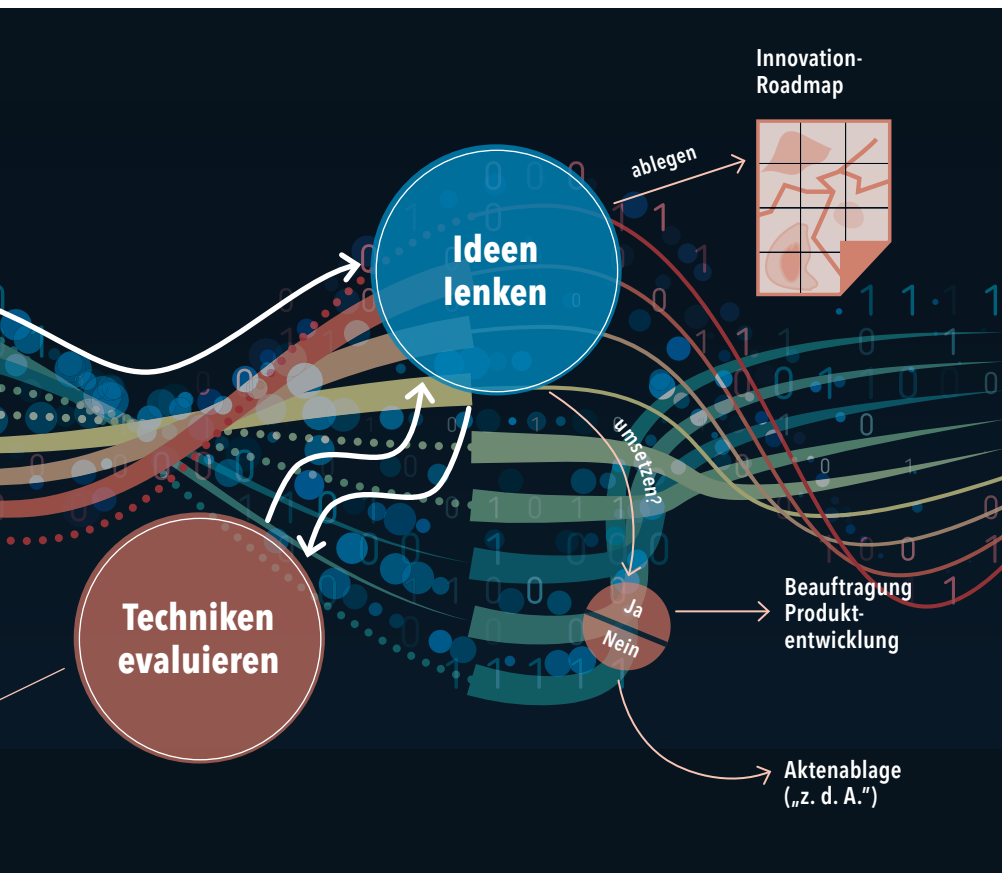 Innovation-
Roadmap
ablegen
Ideen
lenken
umsetzen?
Techniken
evaluieren
Ja
Nein
Beauftragung
Produkt-
entwicklung
Aktenablage
(„z. d. A.”)